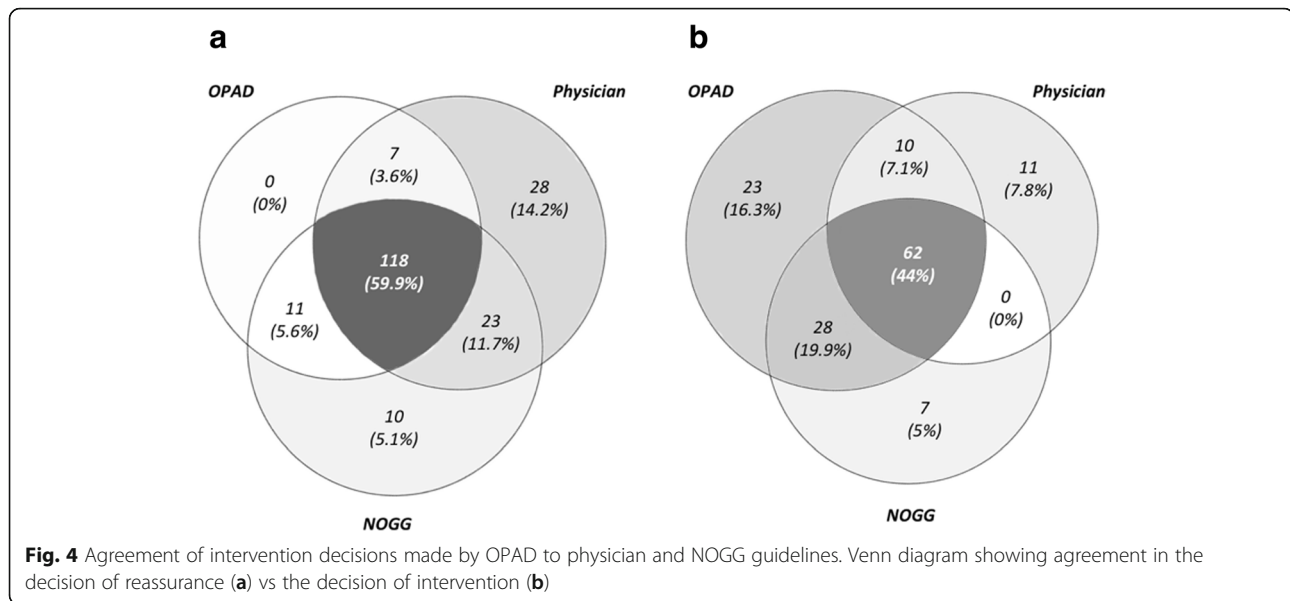 a
OPAD
Physician
7
(3.6%)
0
(0%)
28
(14.2%)
118
(59.9%)
11
(5.6%)
23
(11.7%)
10
(5.1%)
NOGG
b
OPAD
Physician
10
(7.1%)
11
(7.8%)
23
(16.3%)
62
(44%)
0
(0%)
28
(19.9%)
7
(5%)
NOGG
Fig. 4 Agreement of intervention decisions made by OPAD to physician and NOGG guidelines. Venn diagram showing agreement in the
decision of reassurance (a) vs the decision of intervention (b)